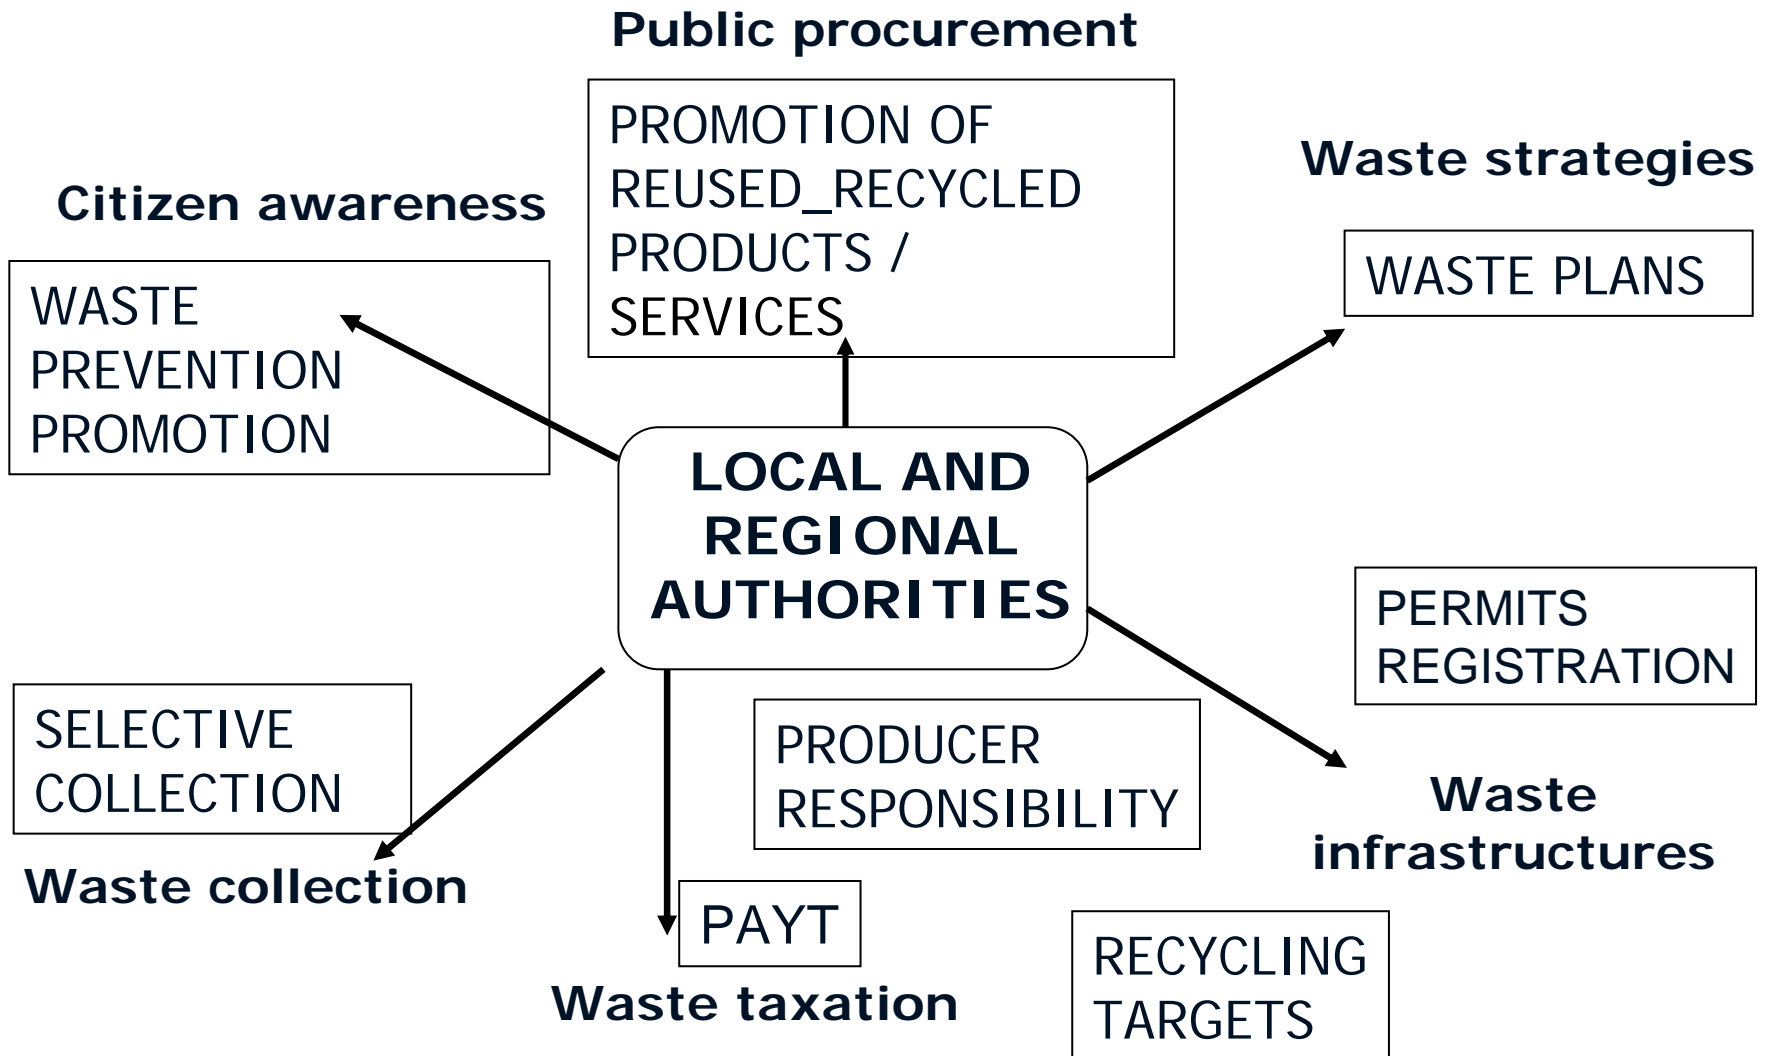 Public procurement
PROMOTION OF
REUSED_RECYCLED
PRODUCTS /
SERVICES
Waste strategies
WASTE PLANS
Citizen awareness
WASTE
PREVENTION
PROMOTION
LOCAL AND
REGIONAL
AUTHORITIES
PERMITS
REGISTRATION
SELECTIVE
COLLECTION
Waste collection
PRODUCER
RESPONSIBILITY
Waste
infrastructures
PAYT
Waste taxation
RECYCLING
TARGETS